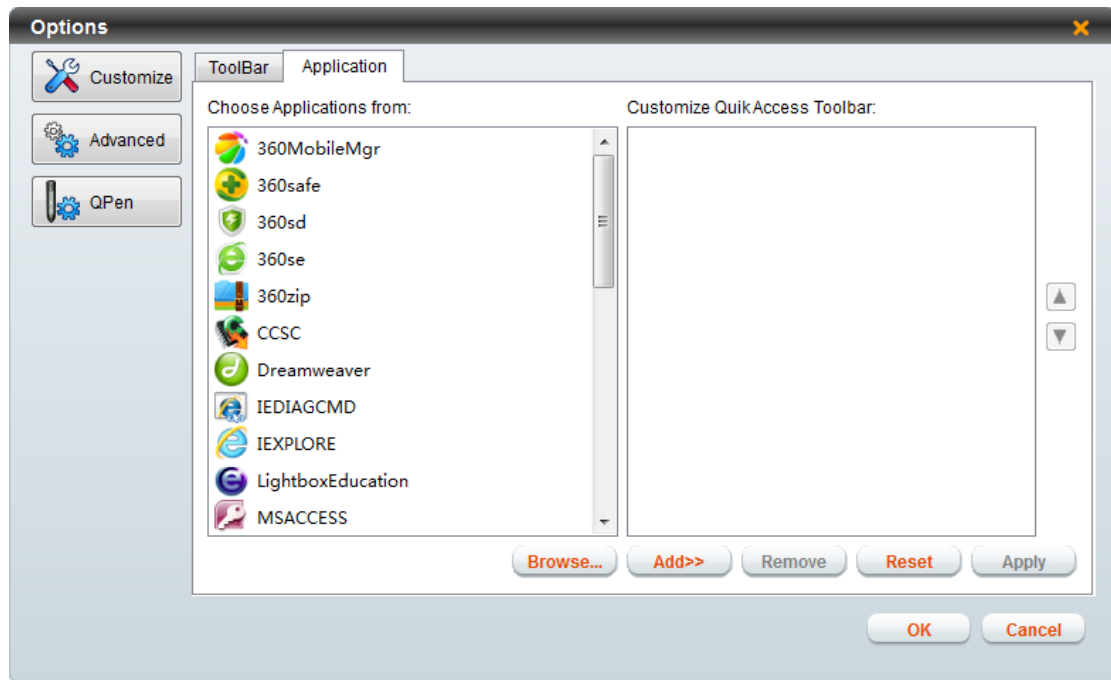 Options
Customize
Advanced
QPen
ToolBar
Application
Choose Applications from:
360MobileMgr
360safe
360sd
360se
360zip
CCSC
Dreamweaver
IEDIAGCMD
IEXPLORE
LightboxEducation
MSACCESS
Customize Quik Access Toolbar:
Browse...
Add>>
Remove
Reset
Apply
OK
Cancel